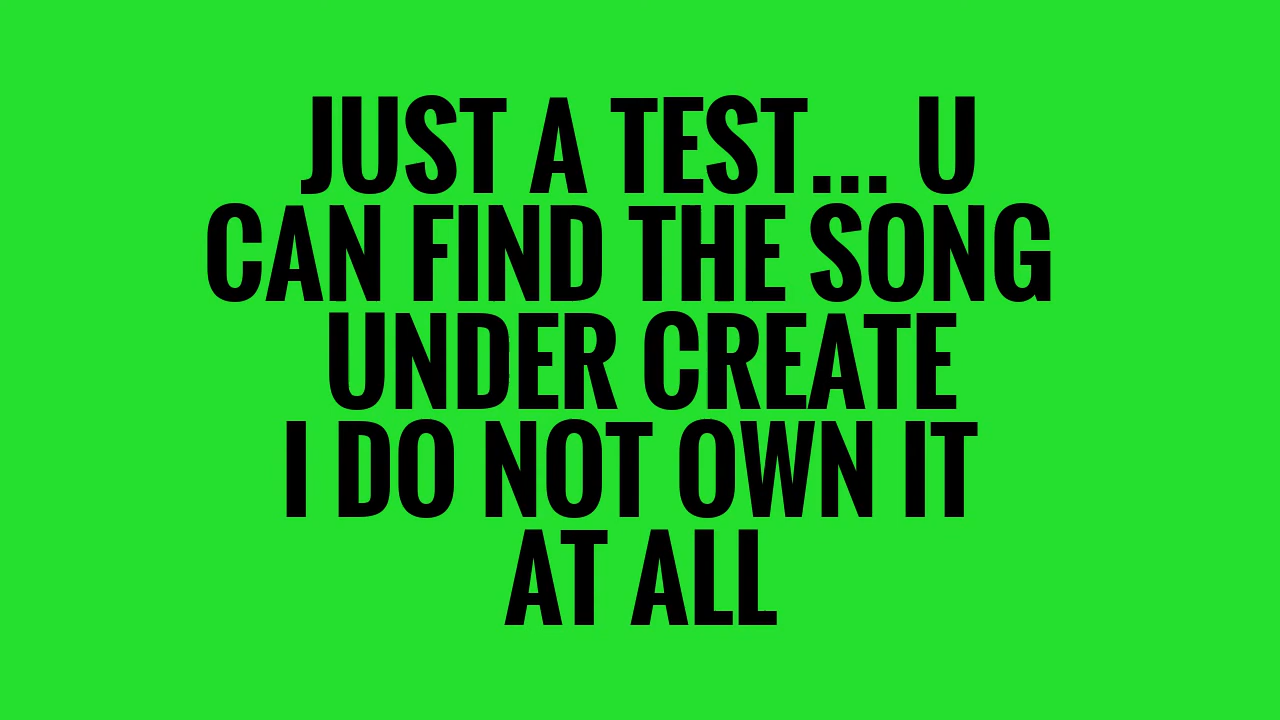 JUST A TEST... U
CAN FIND THE SONG
UNDER CREATE
I DO NOT OWN IT
AT ALL